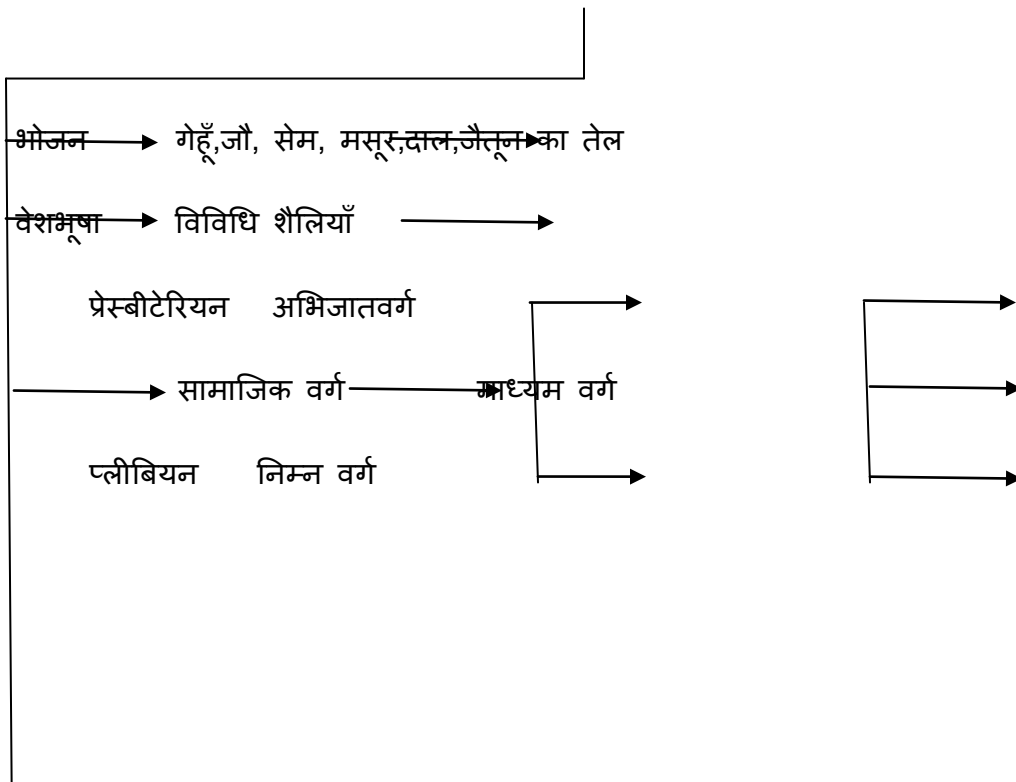 भोजन गेहूँ,जौ, सेम, मसूर,दाल,जैतून का तेल
वेशभूषा विविधि शैलियाँ
प्रेस्बीटेरियन अभिजातवर्ग
सामाजिक वर्ग माध्यम वर्ग
प्लीबियन निम्न वर्ग